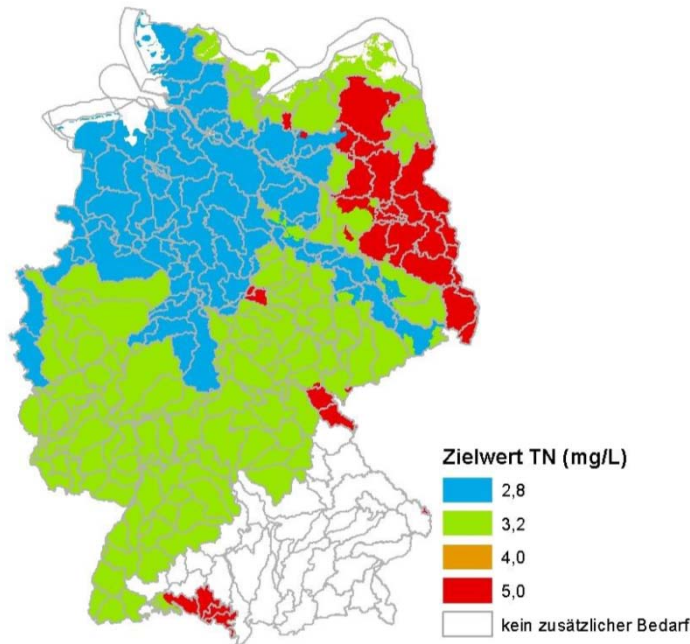 Zielwert TN (mg/L)
2,8
3,2
4,0
5,0
kein zusätzlicher Bedarf